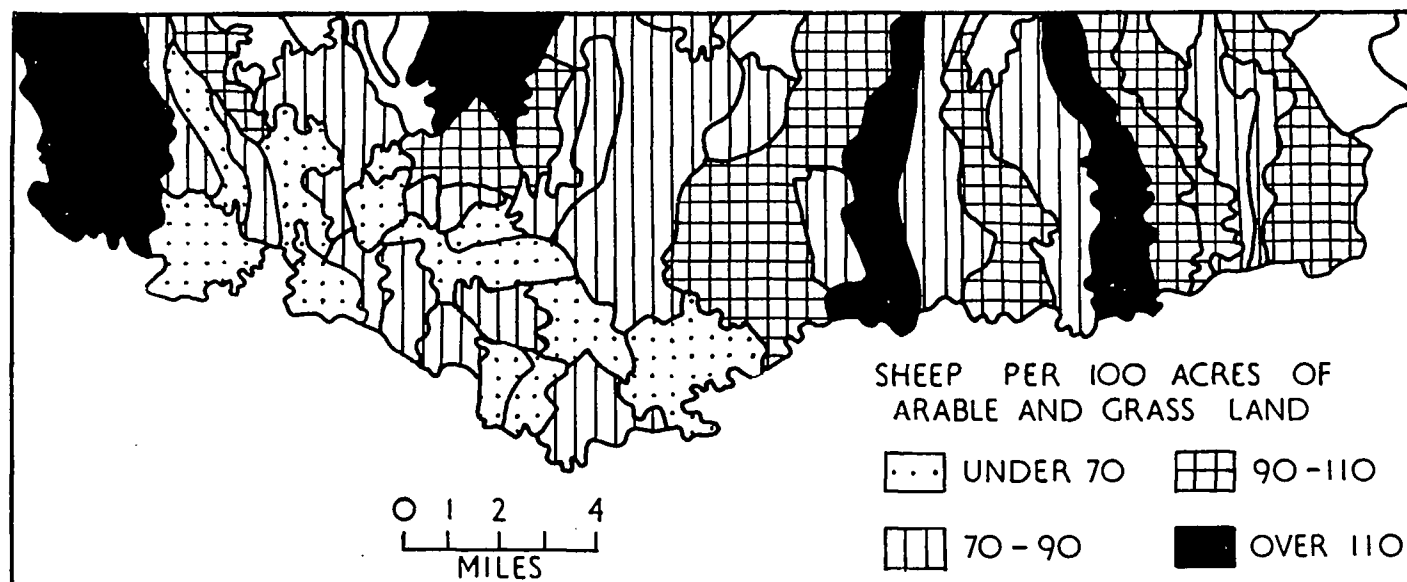 SHEEP PER 100 ACRES OF
ARABLE AND GRASS LAND
UNDER 70
90-110
70-90
OVER 110
0 1 2 4
MILES